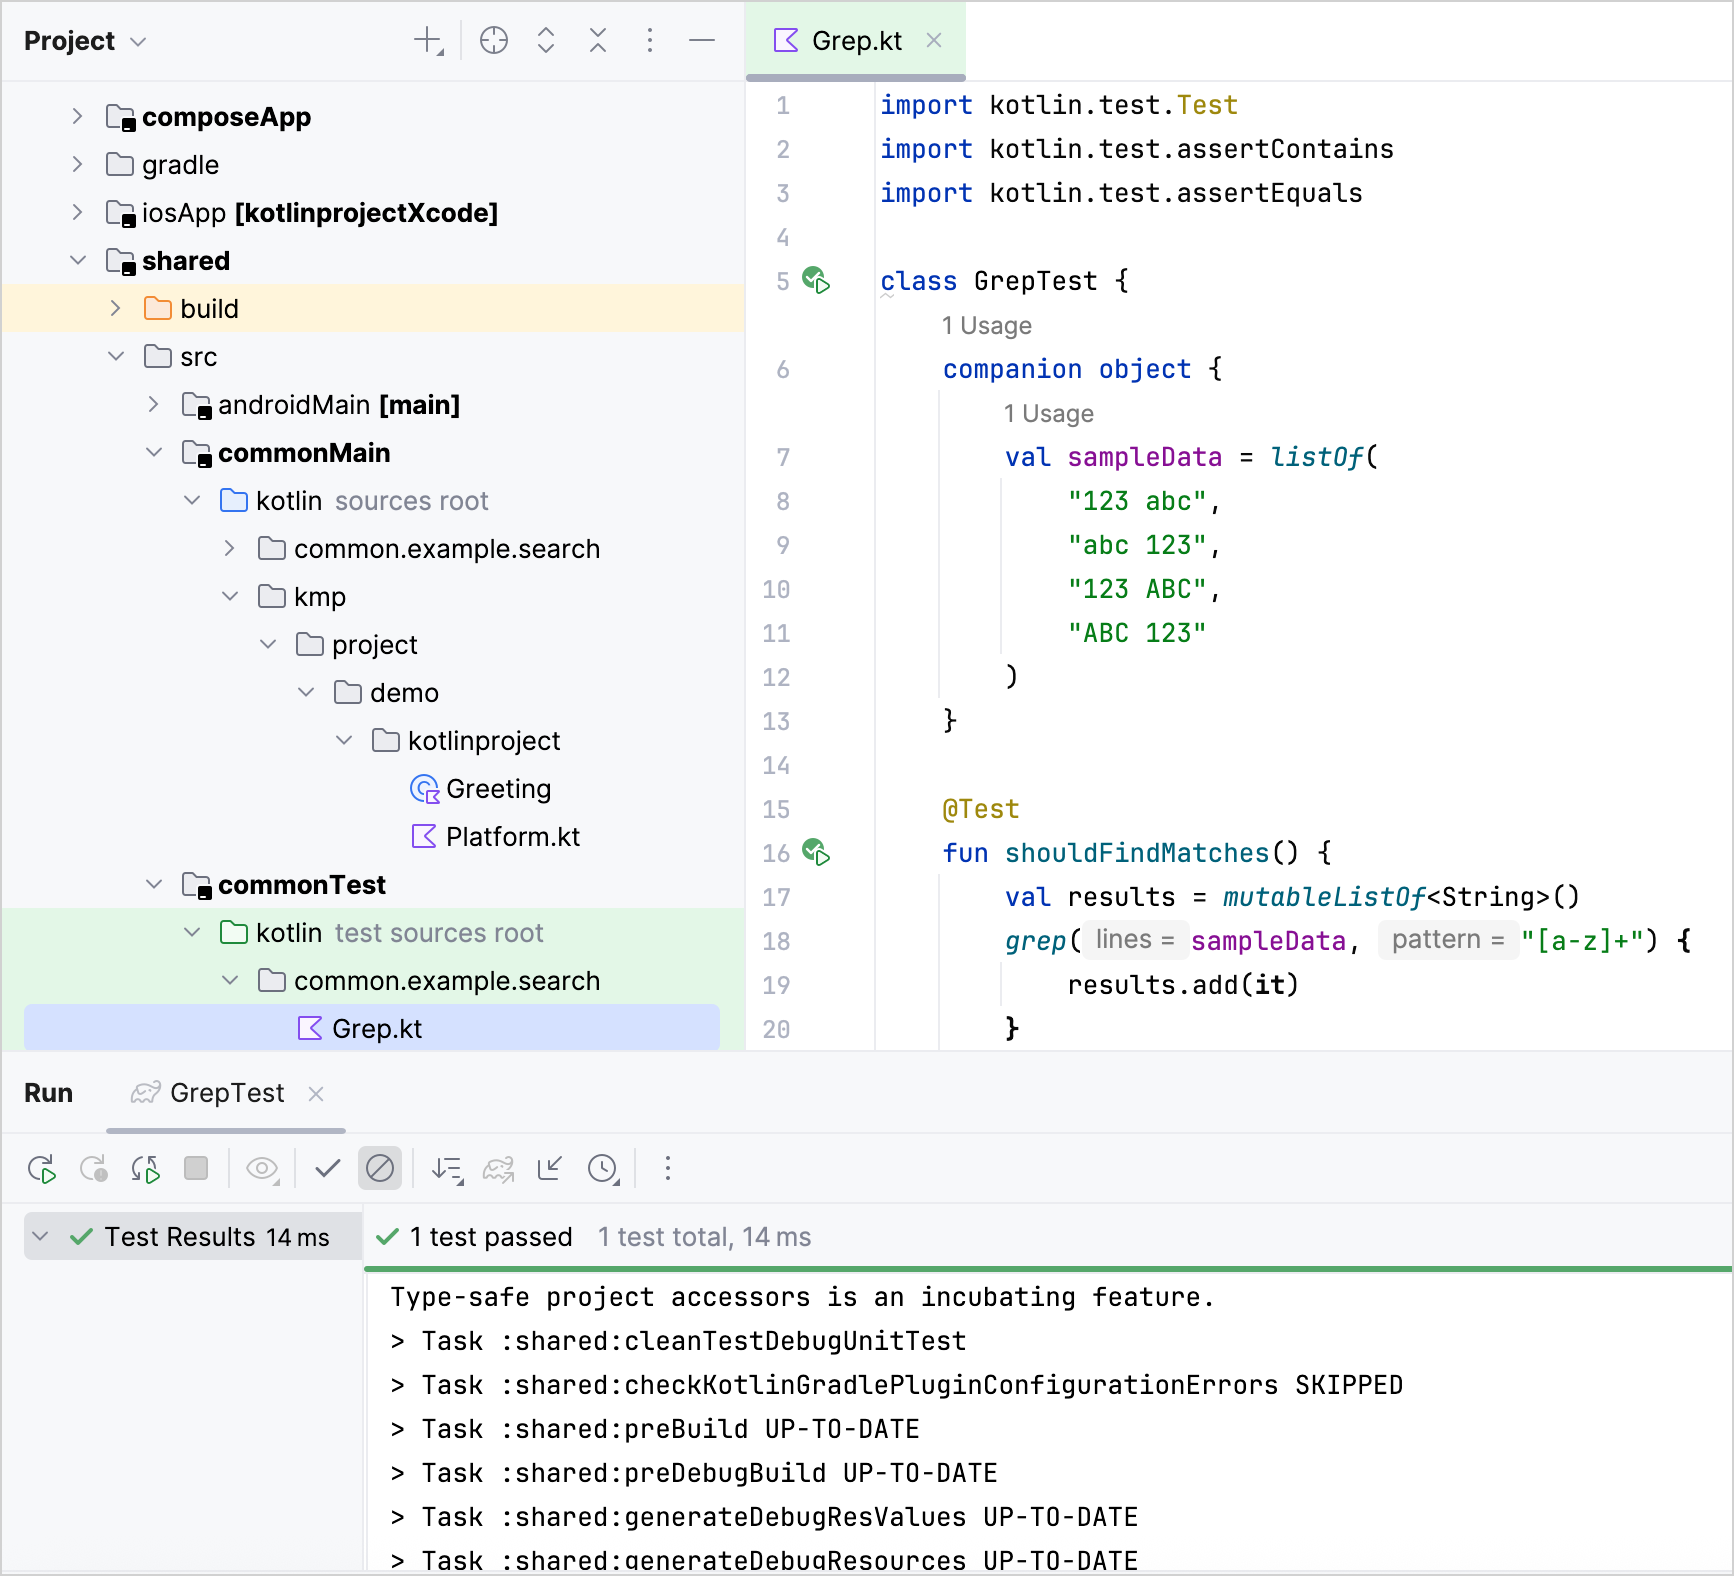 Project
composeApp
gradle
iosApp [kotlinprojectXcode]
shared
build
src
androidMain [main]
commonMain
kotlin sources root
common.example.search
kmp
project
demo
kotlinproject
Greeting
Platform.kt
commonTest
kotlin test sources root
common.example.search
Grep.kt
Grep.kt
1 import kotlin.test.Test
2 import kotlin.test.assertContains
3 import kotlin.test.assertEquals
4
5 class GrepTest {
1 Usage
6 companion object {
1 Usage
7 val sampleData = listOf(
8 "123 abc",
9 "abc 123",
10 "123 ABC",
11 "ABC 123"
12 )
13 }
14
15 @Test
16 fun shouldFindMatches() {
17 val results = mutableListOf<String>()
18 grep( lines = sampleData, pattern = "[a-z]+") {
19 results.add(it)
20 }
Run GrepTest
Test Results 14 ms
1 test passed 1 test total, 14 ms
Type-safe project accessors is an incubating feature.
> Task :shared:cleanTestDebugUnitTest
> Task :shared:checkKotlinGradlePluginConfigurationErrors SKIPPED
> Task :shared:preBuild UP-TO-DATE
> Task :shared:preDebugBuild UP-TO-DATE
> Task :shared:generateDebugResValues UP-TO-DATE
> Task :shared:generateDebugResources UP-TO-DATE